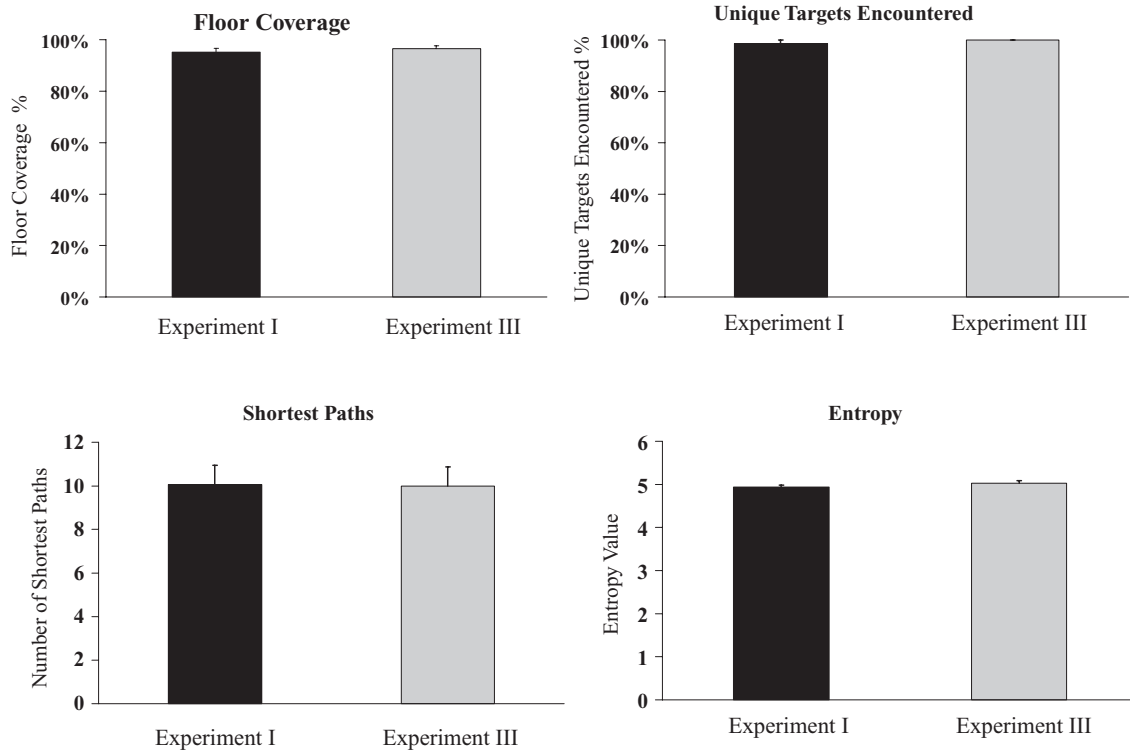 Floor Coverage
Floor Coverage %
100%
80%
60%
40%
20%
0%
Experiment I
Experiment III
Unique Targets Encountered
Unique Targets Encountered %
100%
80%
60%
40%
20%
0%
Experiment I
Experiment III
Shortest Paths
Number of Shortest Paths
12
10
8
6
4
2
0
Experiment I
Experiment III
Entropy
Entropy Value
6
5
4
3
2
1
0
Experiment I
Experiment III